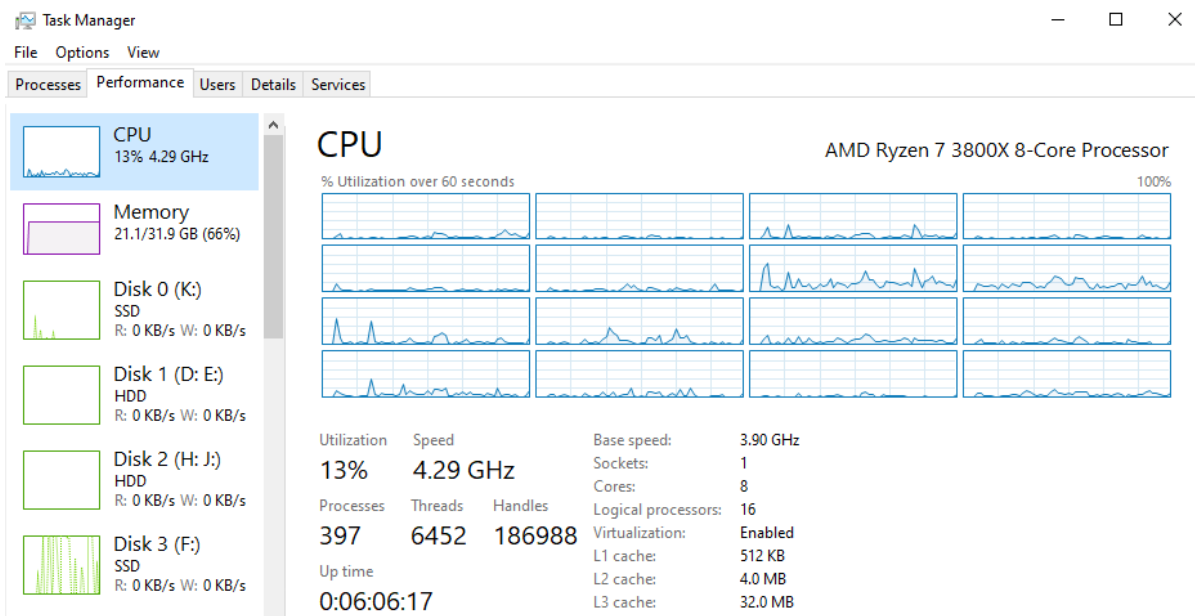 Task Manager
File Options View
Processes Performance Users Details Services
CPU
13% 4.29 GHz
Memory
21.1/31.9 GB (66%)
Disk 0 (K:)
SSD
R: 0 KB/s W: 0 KB/s
Disk 1 (D: E:)
HDD
R: 0 KB/s W: 0 KB/s
Disk 2 (H: J:)
HDD
R: 0 KB/s W: 0 KB/s
Disk 3 (F:)
SSD
R: 0 KB/s W: 0 KB/s
CPU AMD Ryzen 7 3800X 8-Core Processor
% Utilization over 60 seconds 100%
Utilization Speed
13% 4.29 GHz
Processes Threads Handles
397 6452 186988
Up time
0:06:06:17
Base speed: 3.90 GHz
Sockets: 1
Cores: 8
Logical processors: 16
Virtualization: Enabled
L1 cache: 512 KB
L2 cache: 4.0 MB
L3 cache: 32.0 MB